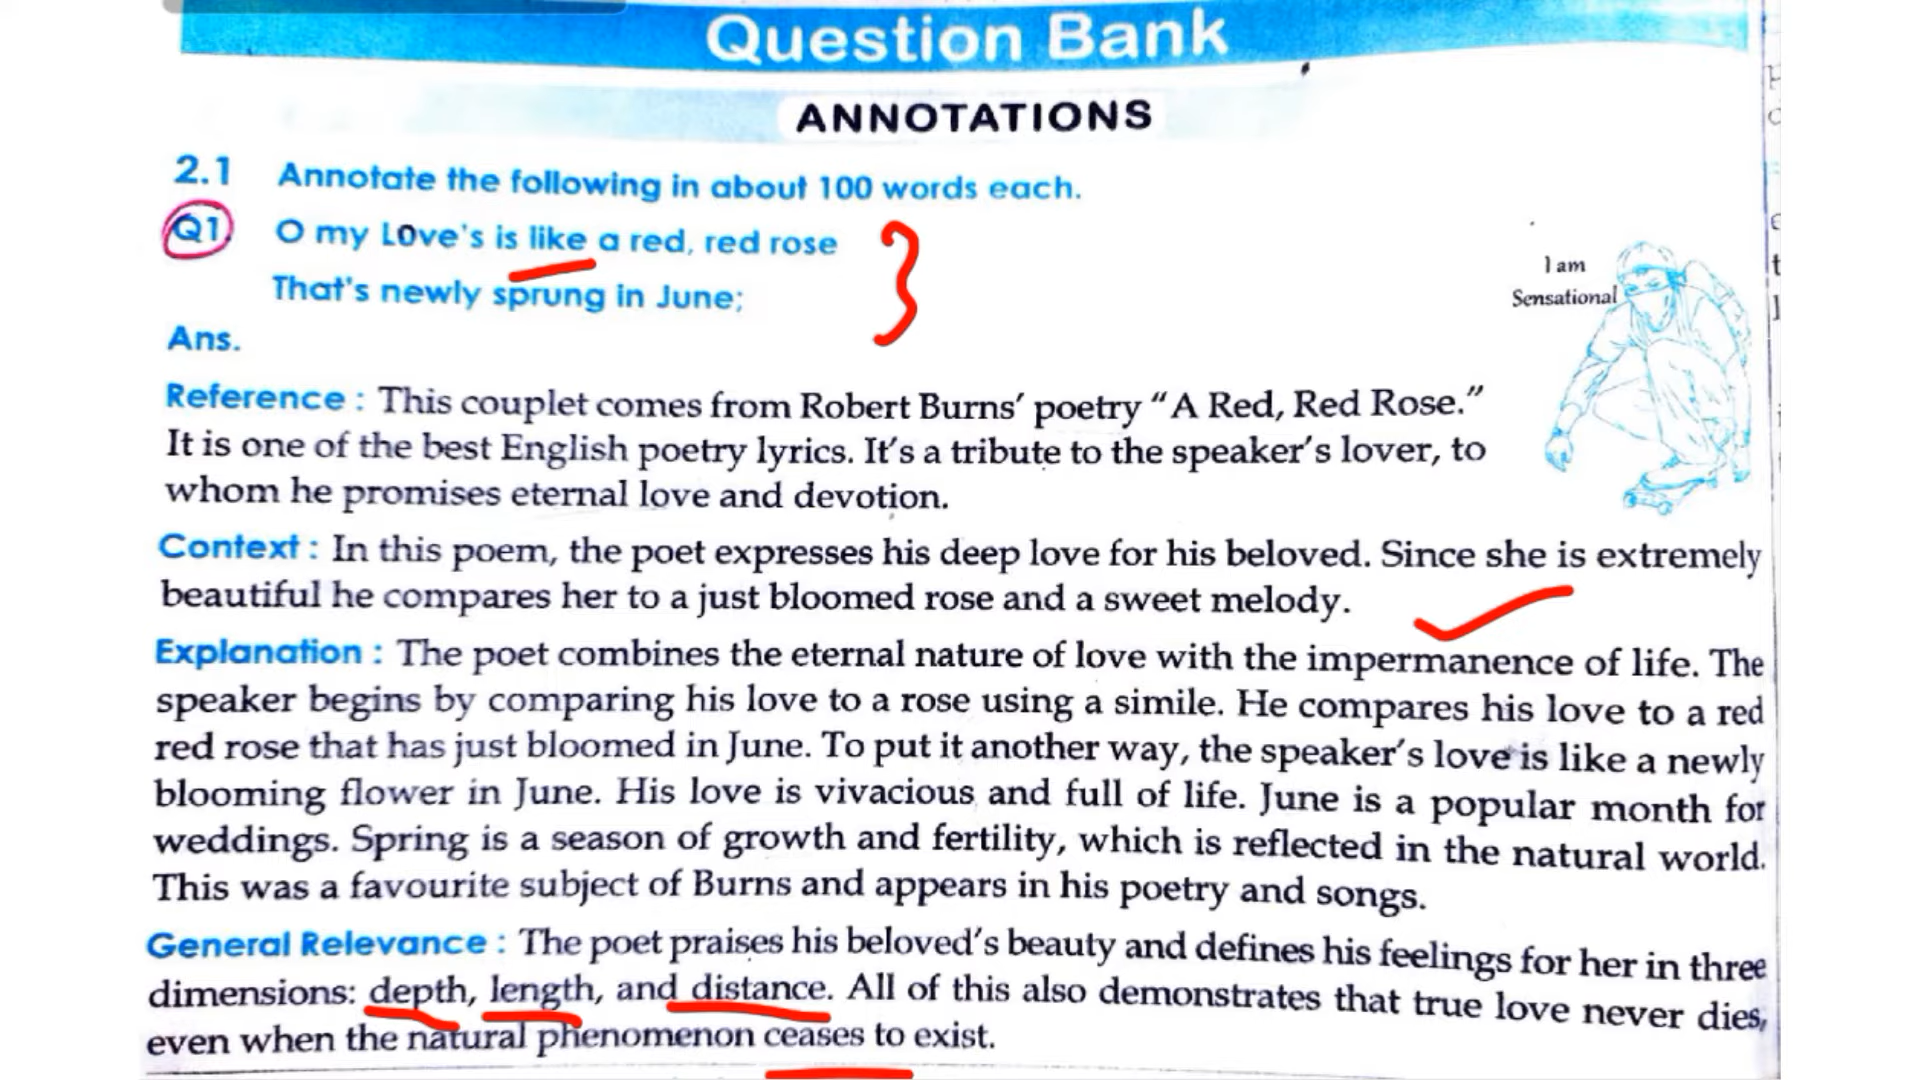 Question Bank
ANNOTATIONS
2.1 Annotate the following in about 100 words each.
Q1. O my Love's is like a red, red rose
That's newly sprung in June;
I am
Sensational
Ans.
Reference : This couplet comes from Robert Burns' poetry "A Red, Red Rose."
It is one of the best English poetry lyrics. It's a tribute to the speaker's lover, to
whom he promises eternal love and devotion.
Context : In this poem, the poet expresses his deep love for his beloved. Since she is extremely
beautiful he compares her to a just bloomed rose and a sweet melody.
Explanation : The poet combines the eternal nature of love with the impermanence of life. The
speaker begins by comparing his love to a rose using a simile. He compares his love to a red
red rose that has just bloomed in June. To put it another way, the speaker's love is like a newly
blooming flower in June. His love is vivacious and full of life. June is a popular month for
weddings. Spring is a season of growth and fertility, which is reflected in the natural world.
This was a favourite subject of Burns and appears in his poetry and songs.
General Relevance : The poet praises his beloved's beauty and defines his feelings for her in three
dimensions: depth, length, and distance. All of this also demonstrates that true love never dies,
even when the natural phenomenon ceases to exist.